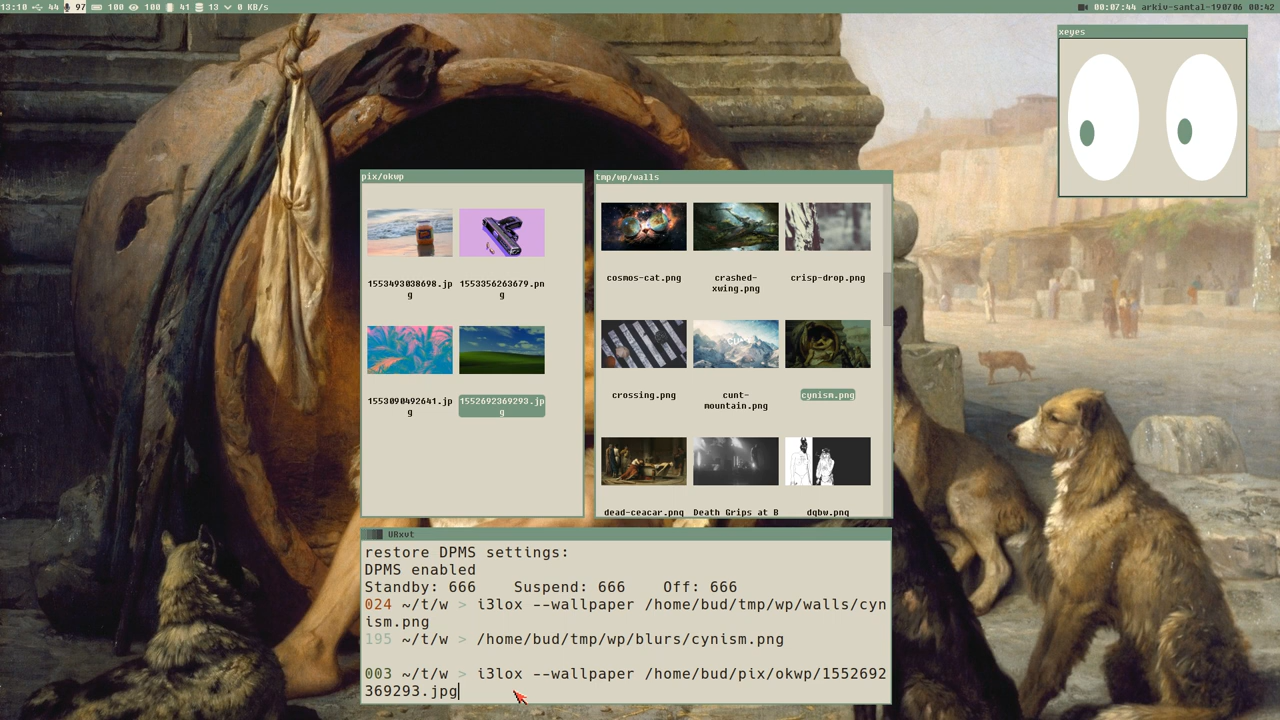 13:10 44 97 100 100 41 13 0 KB/s
00:07:44 arkiv-samtal-190706 00:42
xeyes
pix/okwp
1553493038698.jp
g
1553356263679.pn
g
1553090492641.jp
g
1552692369293.jp
g
tmp/wp/walls
cosmos-cat.png
crashed-
xwing.png
crisp-drop.png
crossing.png
cunt-
mountain.png
cynism.png
dead-ceacar.png
Death Grips at B
dqbw.png
URxvt
restore DPMS settings:
DPMS enabled
Standby: 666    Suspend: 666    Off: 666
024 ~/t/w > i3lox --wallpaper /home/bud/tmp/wp/walls/cyn
ism.png
195 ~/t/w > /home/bud/tmp/wp/blurs/cynism.png
003 ~/t/w > i3lox --wallpaper /home/bud/pix/okwp/1552692
369293.jpg